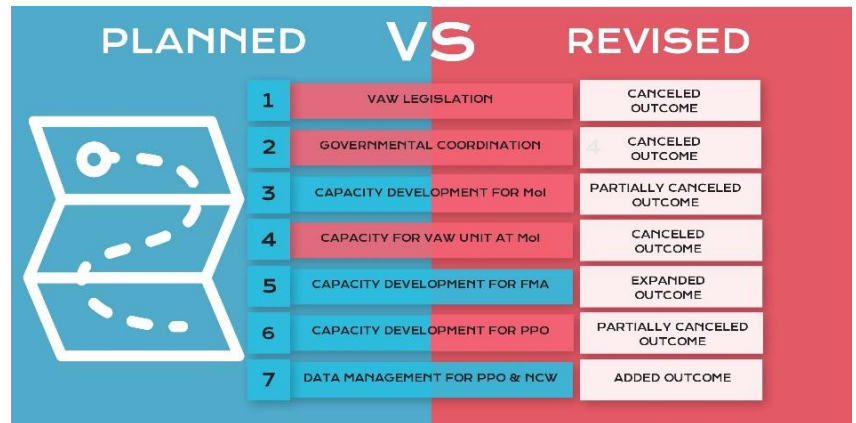 PLANNED VS REVISED
1 VAW LEGISLATION CANCELED
OUTCOME
2 GOVERNMENTAL COORDINATION 4 CANCELED
OUTCOME
3 CAPACITY DEVELOPMENT FOR MoI PARTIALLY CANCELED
OUTCOME
4 CAPACITY FOR VAW UNIT AT MoI CANCELED
OUTCOME
5 CAPACITY DEVELOPMENT FOR FMA EXPANDED
OUTCOME
6 CAPACITY DEVELOPMENT FOR PPO PARTIALLY CANCELED
OUTCOME
7 DATA MANAGEMENT FOR PPO & NCW ADDED OUTCOME